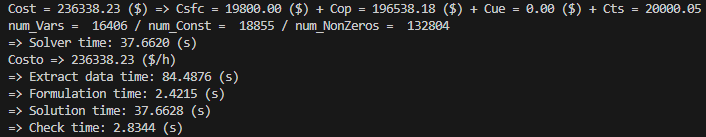 Cost = 236338.23 ($) => Csfc = 19800.00 ($) + Cop = 196538.18 ($) + Cue = 0.00 ($) + Cts = 20000.05
num_Vars =  16406 / num_Const =  18855 / num_NonZeros =  132804
=> Solver time: 37.6620 (s)
Costo => 236338.23 ($/h)
=> Extract data time: 84.4876 (s)
=> Formulation time: 2.4215 (s)
=> Solution time: 37.6628 (s)
=> Check time: 2.8344 (s)